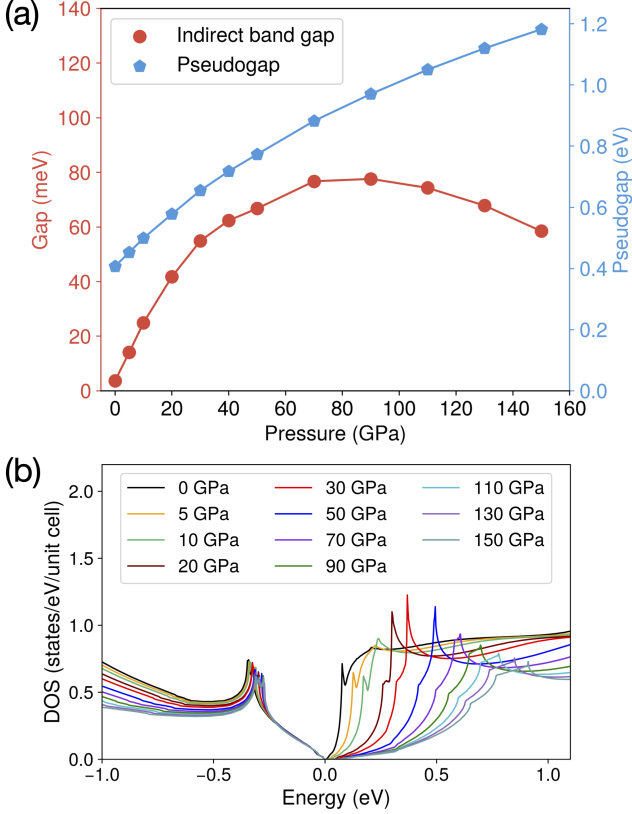 (a)
140
120
100
80
60
40
20
0
Gap (meV)
Indirect band gap
Pseudogap
1.2
1.0
0.8
0.6
0.4
0.2
0.0
Pseudogap (eV)
0 20 40 60 80 100 120 140 160
Pressure (GPa)
(b)
2.0
1.5
1.0
0.5
0.0
DOS (states/eV/unit cell)
0 GPa 30 GPa 110 GPa
5 GPa 50 GPa 130 GPa
10 GPa 70 GPa 150 GPa
20 GPa 90 GPa
−1.0 −0.5 0.0 0.5 1.0
Energy (eV)